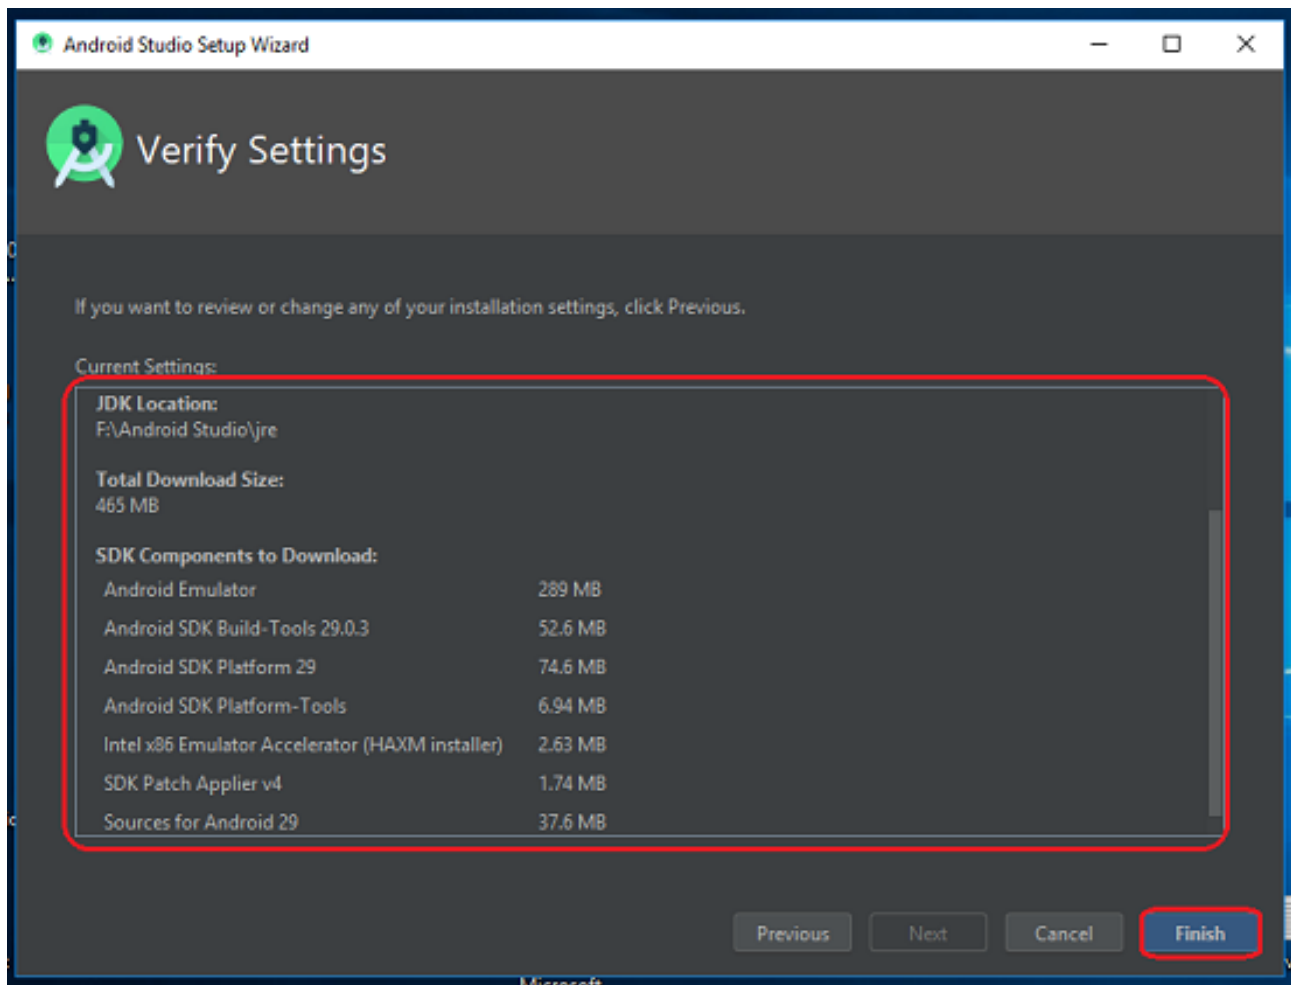 Android Studio Setup Wizard
Verify Settings
If you want to review or change any of your installation settings, click Previous.
Current Settings:
JDK Location:
F:\Android Studio\jre
Total Download Size:
465 MB
SDK Components to Download:
Android Emulator 289 MB
Android SDK Build-Tools 29.0.3 52.6 MB
Android SDK Platform 29 74.6 MB
Android SDK Platform-Tools 6.94 MB
Intel x86 Emulator Accelerator (HAXM installer) 2.63 MB
SDK Patch Applier v4 1.74 MB
Sources for Android 29 37.6 MB
Previous Next Cancel Finish
Microsoft